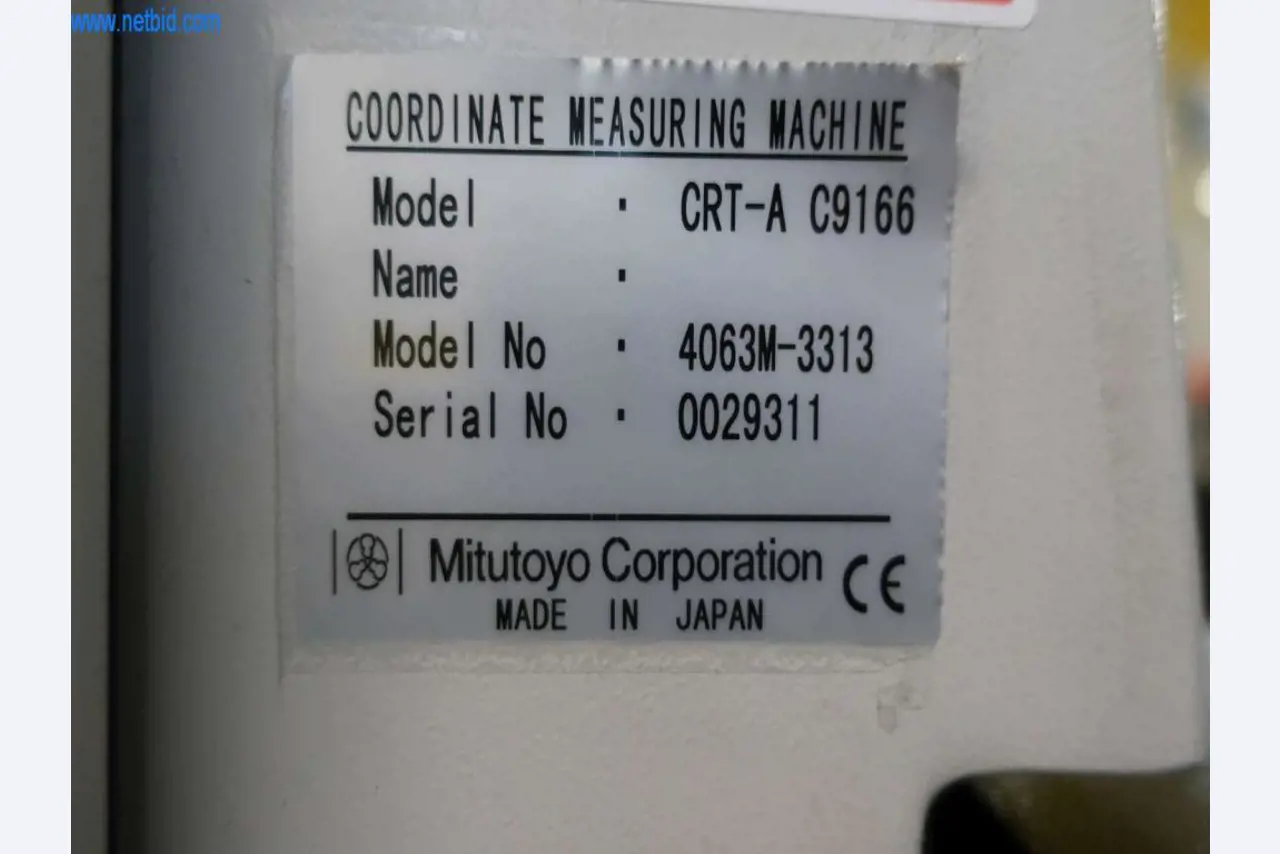 www.netbid.com
COORDINATE MEASURING MACHINE
Model · CRT-A C9166
Name ·
Model No · 4063M-3313
Serial No · 0029311
Mitutoyo Corporation CE
MADE IN JAPAN